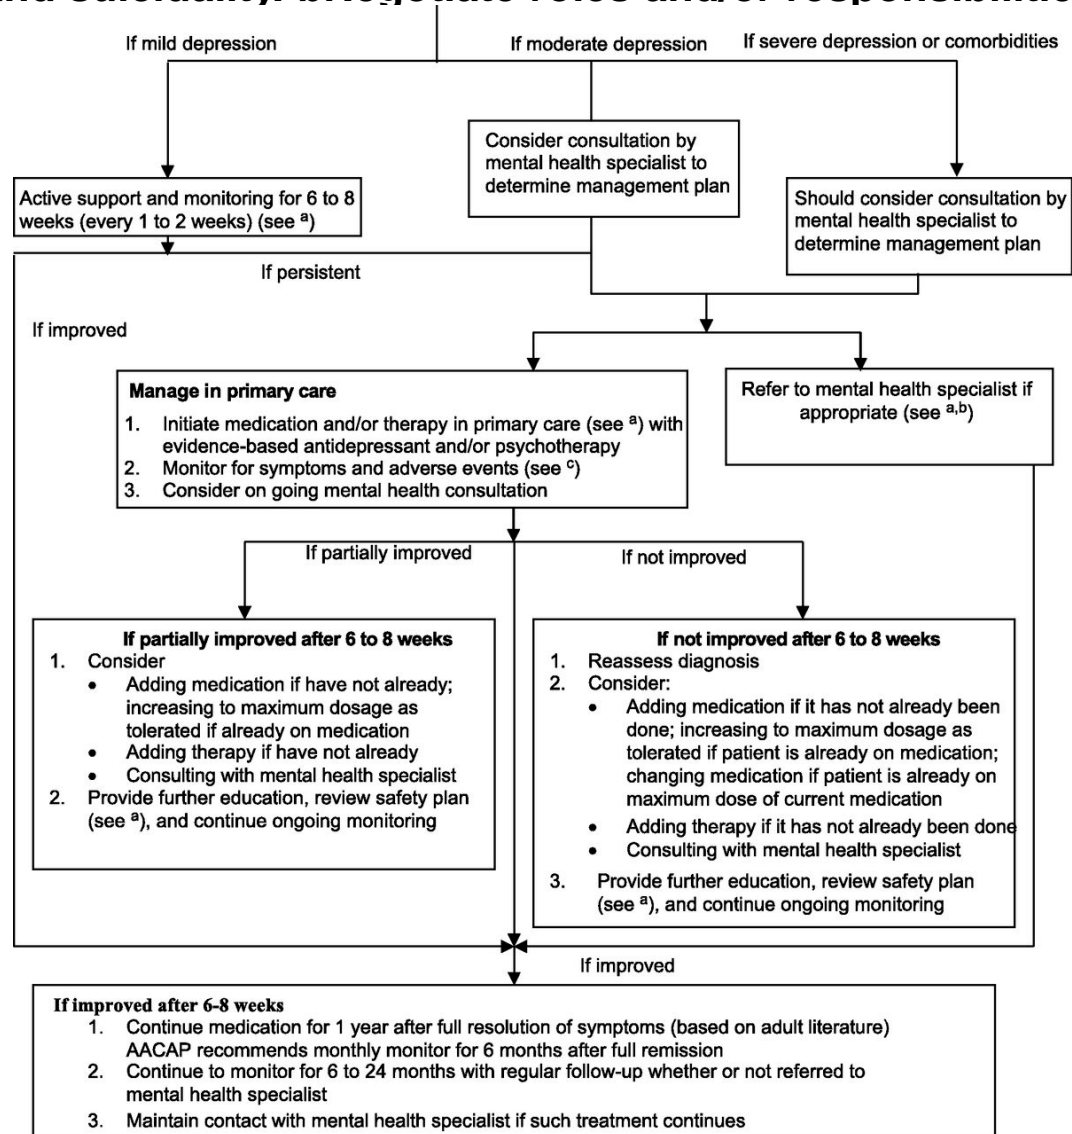 If mild depression
If moderate depression
If severe depression or comorbidities
Consider consultation by
mental health specialist to
determine management plan
Active support and monitoring for 6 to 8
weeks (every 1 to 2 weeks) (see a)
Should consider consultation by
mental health specialist to
determine management plan
If persistent
If improved
Manage in primary care
1. Initiate medication and/or therapy in primary care (see a) with
evidence-based antidepressant and/or psychotherapy
2. Monitor for symptoms and adverse events (see c)
3. Consider on going mental health consultation
Refer to mental health specialist if
appropriate (see a,b)
If partially improved
If not improved
If partially improved after 6 to 8 weeks
1. Consider
• Adding medication if have not already;
increasing to maximum dosage as
tolerated if already on medication
• Adding therapy if have not already
• Consulting with mental health specialist
2. Provide further education, review safety plan
(see a), and continue ongoing monitoring
If not improved after 6 to 8 weeks
1. Reassess diagnosis
2. Consider:
• Adding medication if it has not already been
done; increasing to maximum dosage as
tolerated if patient is already on medication;
changing medication if patient is already on
maximum dose of current medication
• Adding therapy if it has not already been done
• Consulting with mental health specialist
3. Provide further education, review safety plan
(see a), and continue ongoing monitoring
If improved
If improved after 6-8 weeks
1. Continue medication for 1 year after full resolution of symptoms (based on adult literature)
AACAP recommends monthly monitor for 6 months after full remission
2. Continue to monitor for 6 to 24 months with regular follow-up whether or not referred to
mental health specialist
3. Maintain contact with mental health specialist if such treatment continues